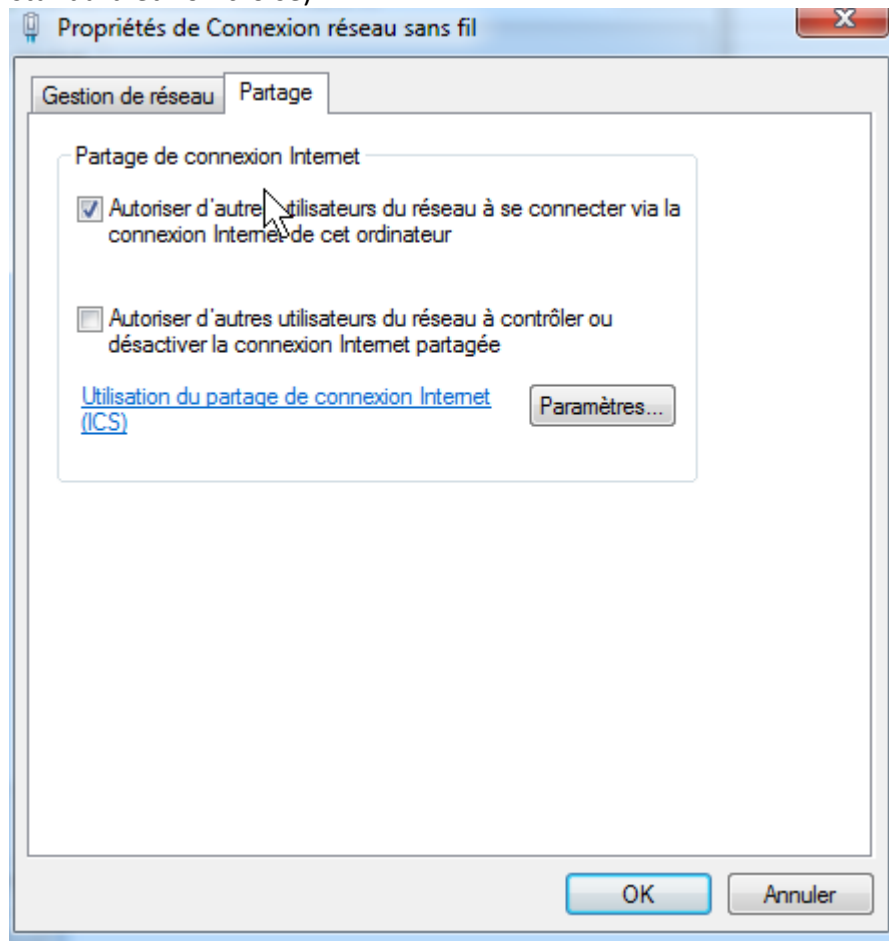 Propriétés de Connexion réseau sans fil
Gestion de réseau
Partage
Partage de connexion Internet
Autoriser d'autres utilisateurs du réseau à se connecter via la
connexion Internet de cet ordinateur
Autoriser d'autres utilisateurs du réseau à contrôler ou
désactiver la connexion Internet partagée
Utilisation du partage de connexion Internet
(ICS)
Paramètres...
OK
Annuler